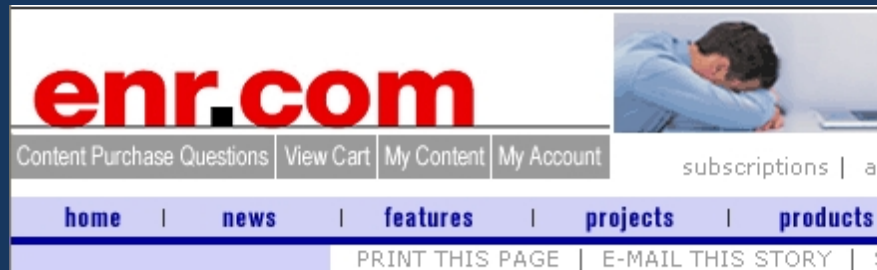 enr.com
Content Purchase Questions View Cart My Content My Account
subscriptions |
home | news | features | projects | products
PRINT THIS PAGE | E-MAIL THIS STORY |